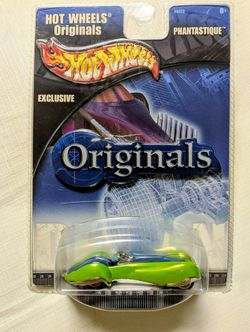 HOT WHEELS®
Originals
PHANTASTIQUE™
HOT WHEELS
EXCLUSIVE
Originals